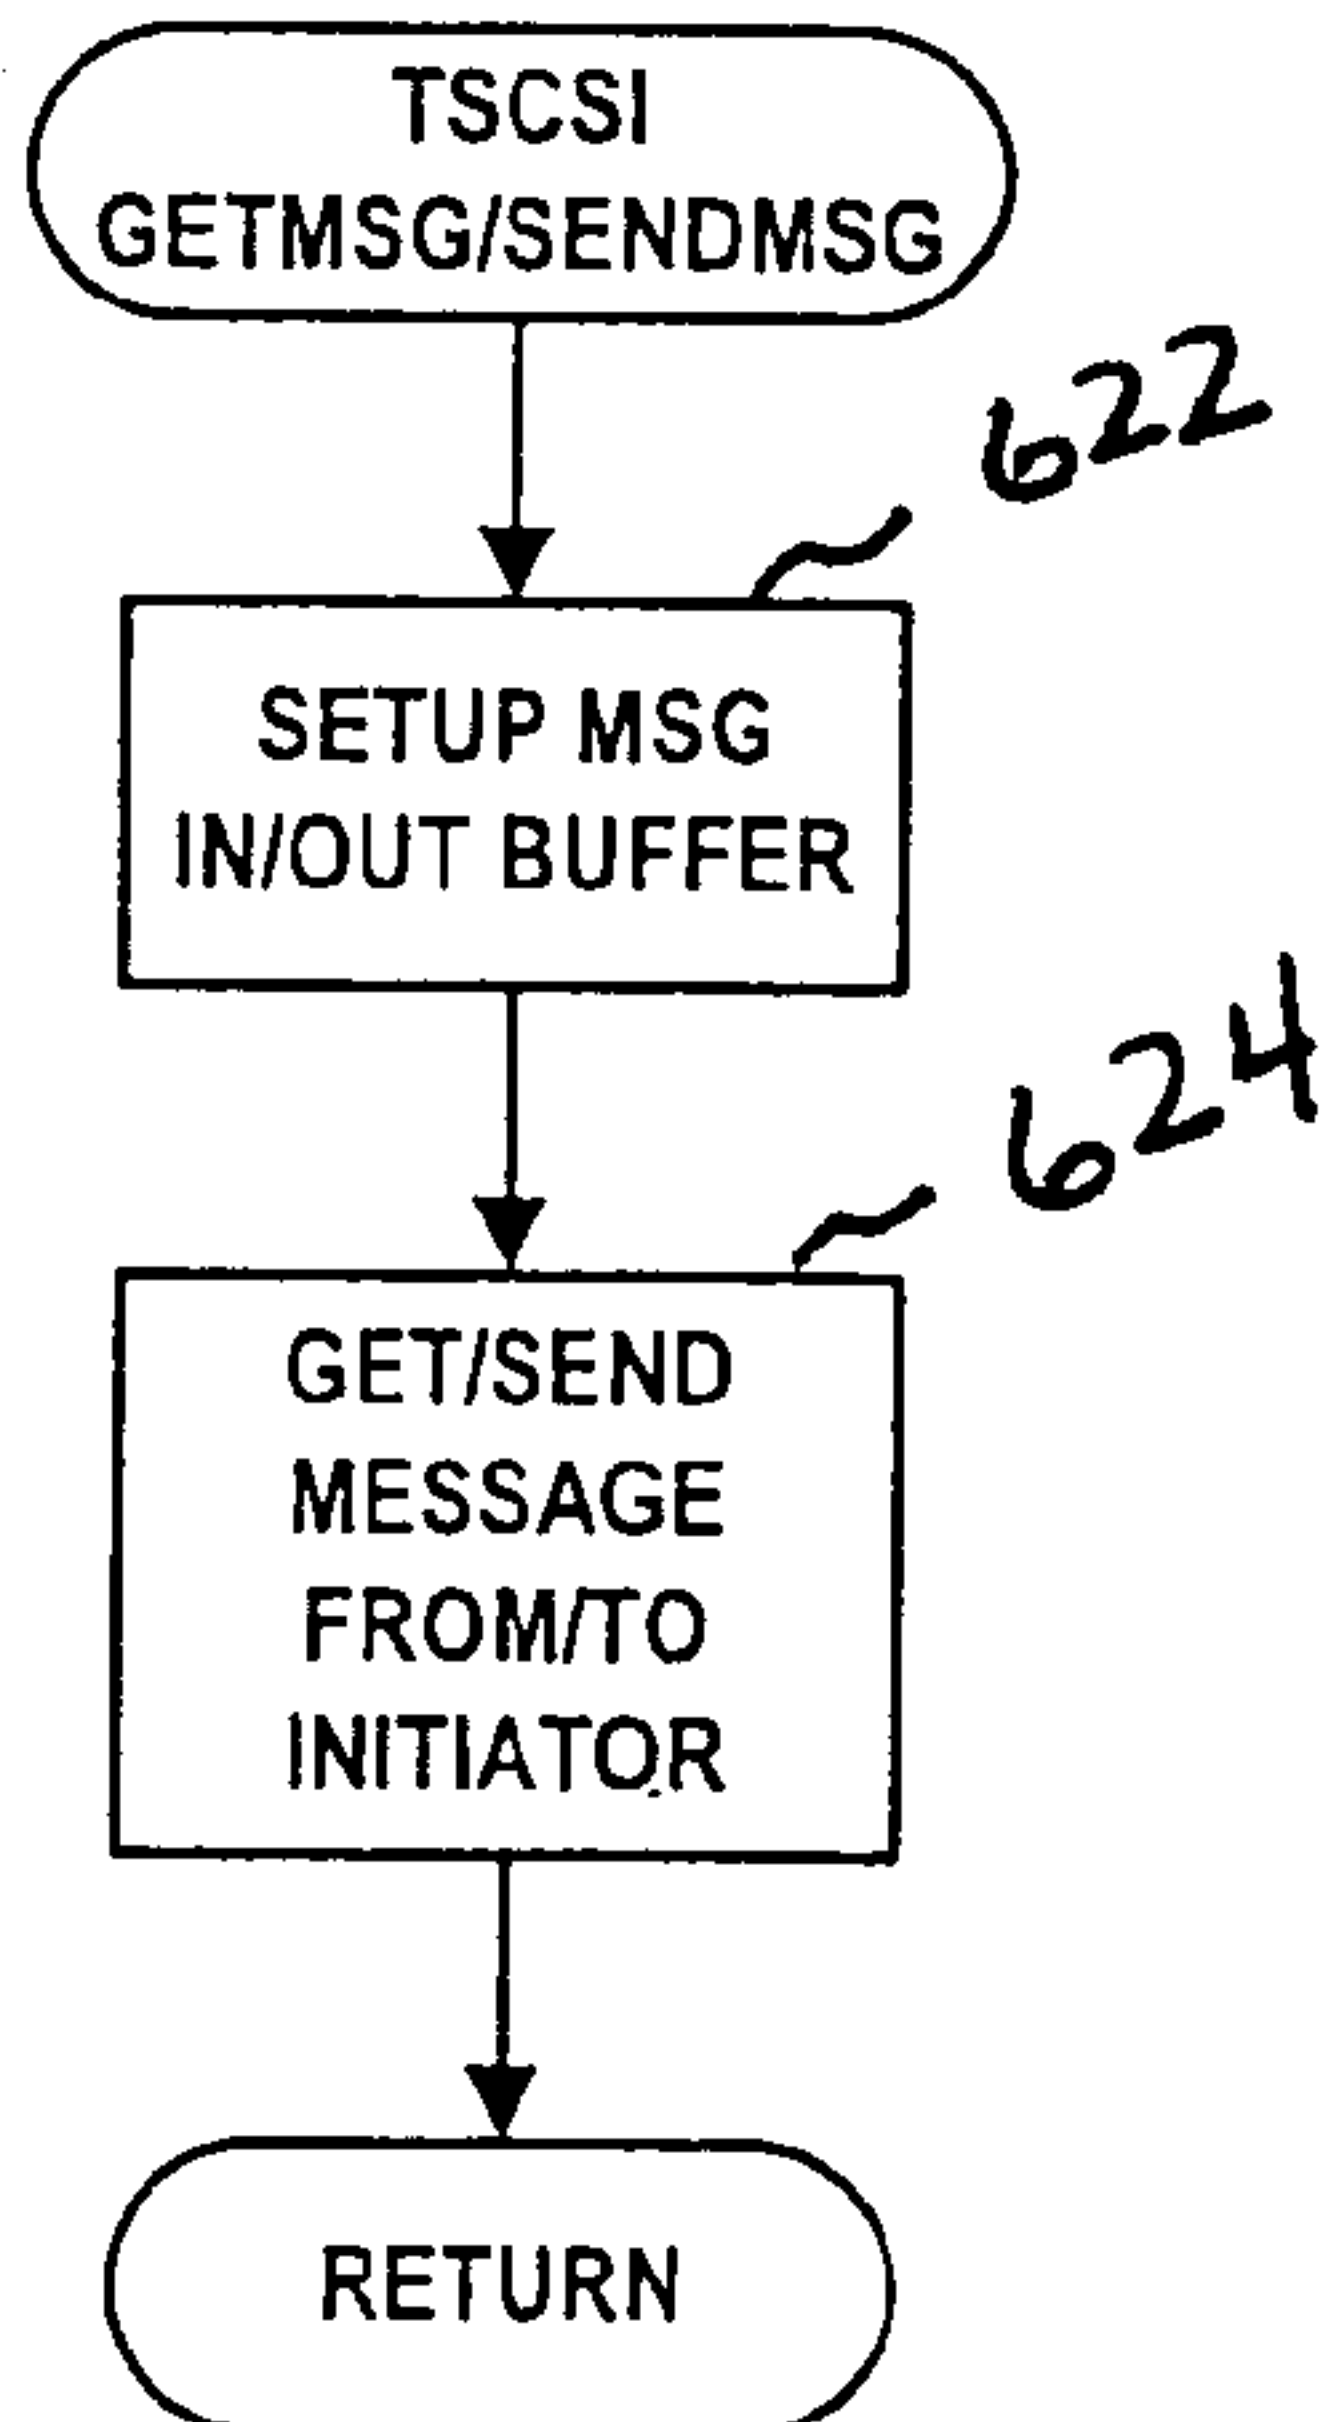 TSCSI
GETMSG/SENDMSG
622
SETUP MSG
IN/OUT BUFFER
624
GET/SEND
MESSAGE
FROM/TO
INITIATOR
RETURN